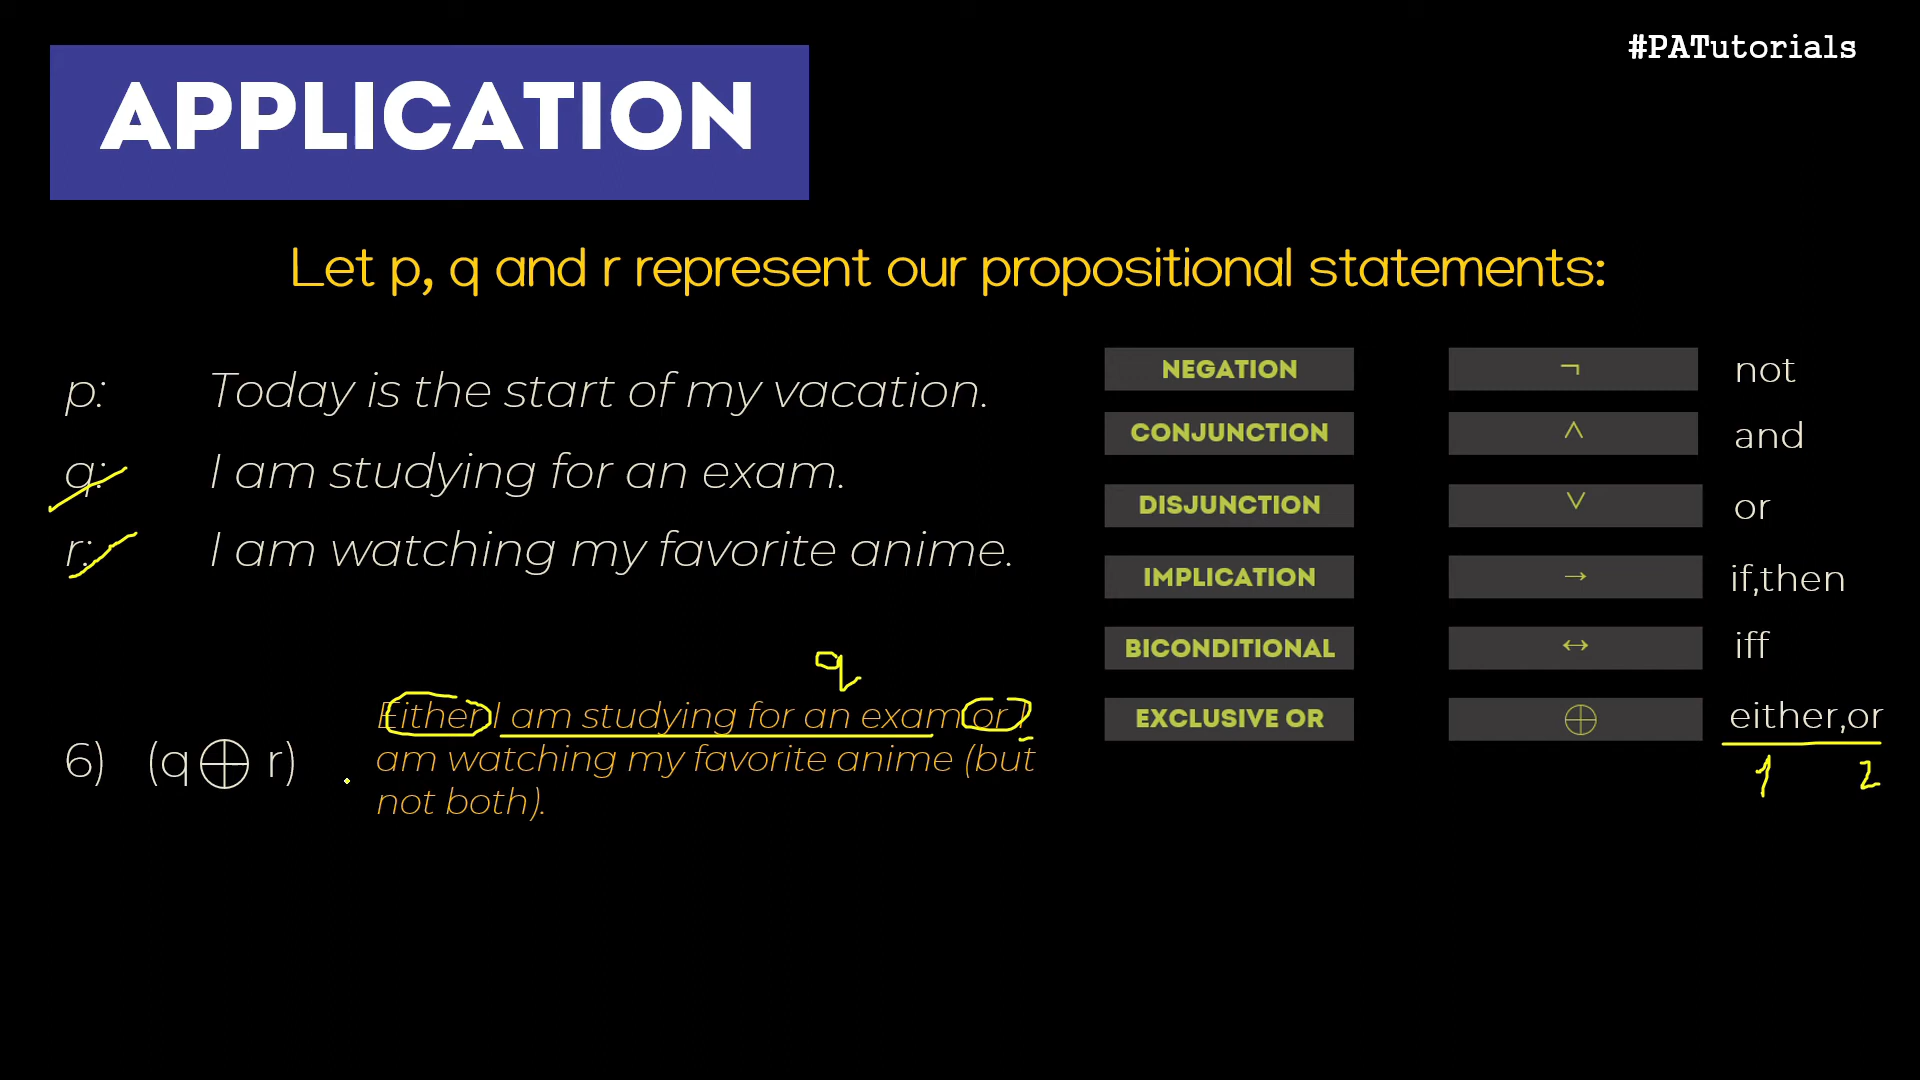 #PATutorials
APPLICATION
Let p, q and r represent our propositional statements:
p: Today is the start of my vacation.
q: I am studying for an exam.
r: I am watching my favorite anime.
NEGATION ¬ not
CONJUNCTION ∧ and
DISJUNCTION ∨ or
IMPLICATION → if,then
BICONDITIONAL ↔ iff
EXCLUSIVE OR ⊕ either,or
1 2
q
6) (q ⊕ r)
Either I am studying for an exam or I
am watching my favorite anime (but
not both).